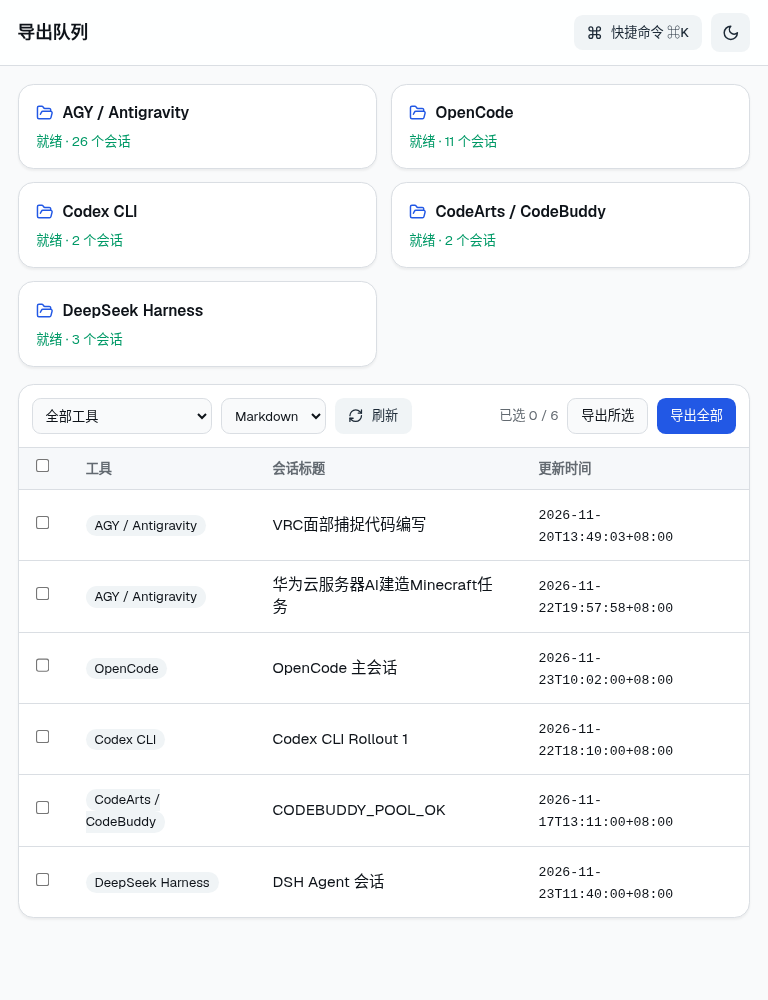 导出队列
快捷命令 ⌘K
AGY / Antigravity
就绪 · 26 个会话
OpenCode
就绪 · 11 个会话
Codex CLI
就绪 · 2 个会话
CodeArts / CodeBuddy
就绪 · 2 个会话
DeepSeek Harness
就绪 · 3 个会话
全部工具 Markdown 刷新 已选 0 / 6 导出所选 导出全部
工具 会话标题 更新时间
AGY / Antigravity VRC面部捕捉代码编写 2026-11-
20T13:49:03+08:00
AGY / Antigravity 华为云服务器AI建造Minecraft任
务
2026-11-
22T19:57:58+08:00
OpenCode OpenCode 主会话 2026-11-
23T10:02:00+08:00
Codex CLI Codex CLI Rollout 1 2026-11-
22T18:10:00+08:00
CodeArts /
CodeBuddy
CODEBUDDY_POOL_OK
2026-11-
17T13:11:00+08:00
DeepSeek Harness DSH Agent 会话 2026-11-
23T11:40:00+08:00